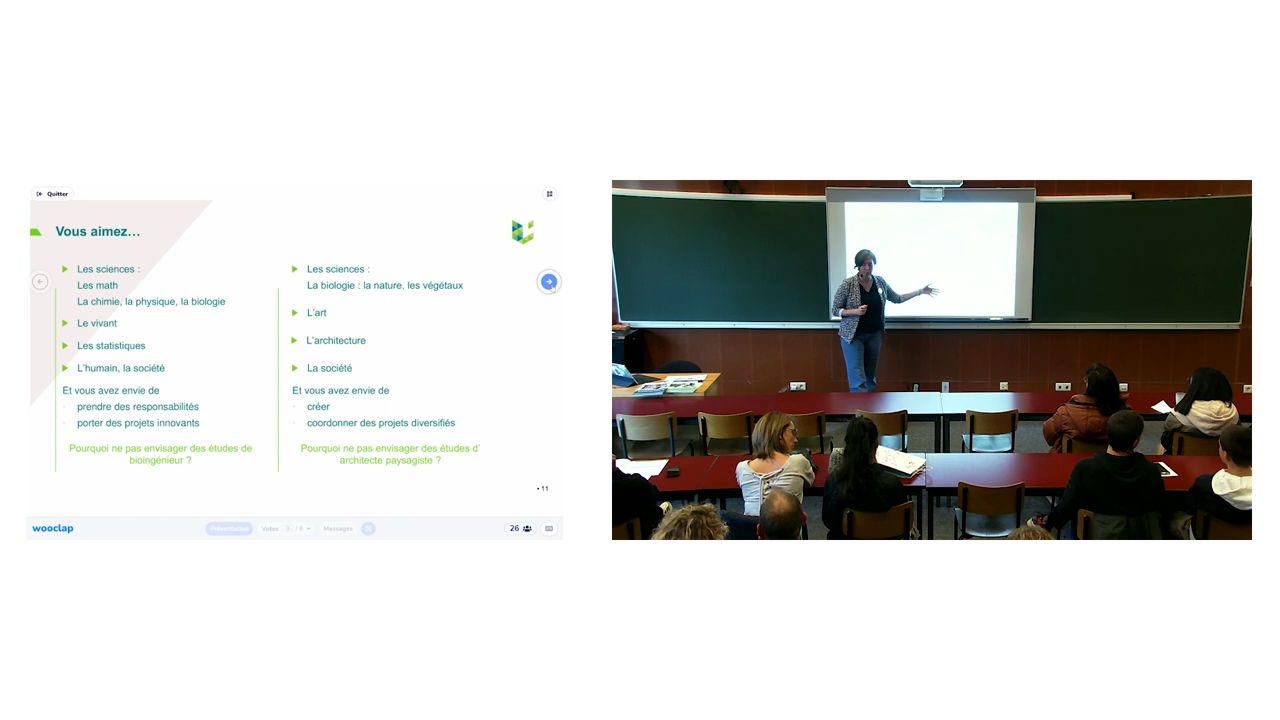 Quitter
Vous aimez…
Les sciences :
Les math
La chimie, la physique, la biologie
Le vivant
Les statistiques
L'humain, la société
Et vous avez envie de
prendre des responsabilités
porter des projets innovants
Pourquoi ne pas envisager des études de
bioingénieur ?
Les sciences :
La biologie : la nature, les végétaux
L'art
L'architecture
La société
Et vous avez envie de
créer
coordonner des projets diversifiés
Pourquoi ne pas envisager des études d'
architecte paysagiste ?
• 11
wooclap
Présentation
Votes
Messages
26